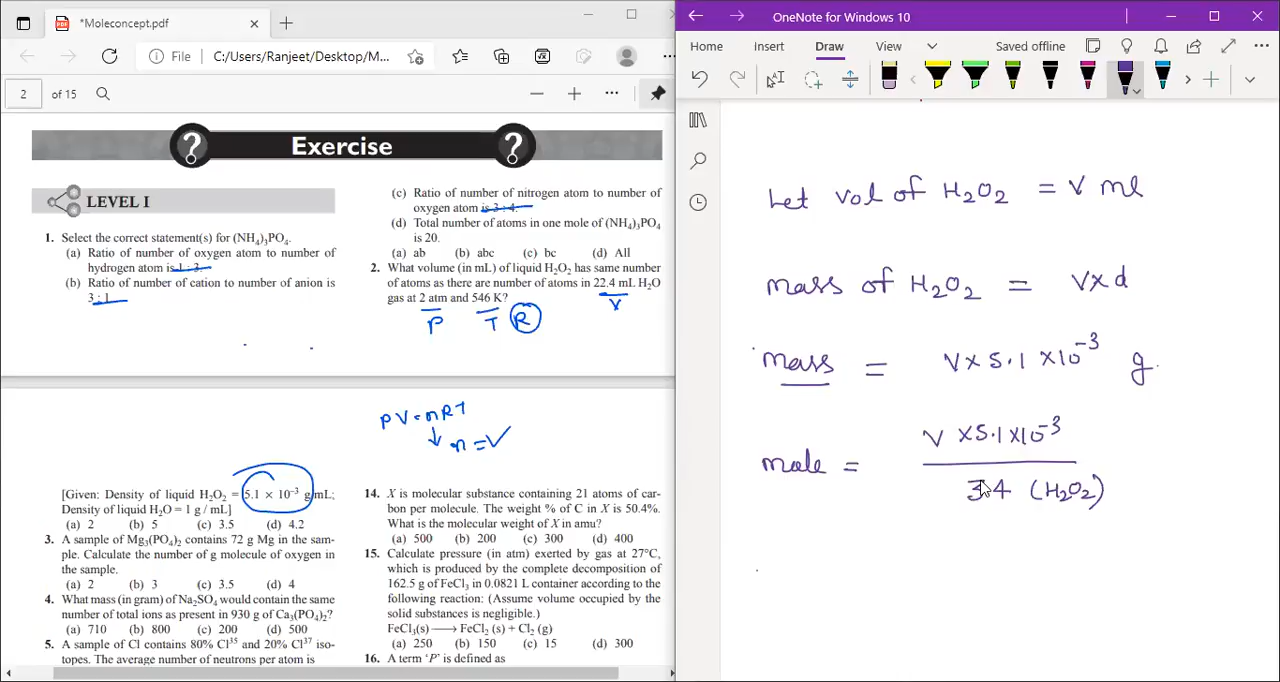 *Moleconcept.pdf
File C:/Users/Ranjeet/Desktop/M...
2 of 15
Exercise
LEVEL I
1. Select the correct statement(s) for (NH4)3PO4.
(a) Ratio of number of oxygen atom to number of
hydrogen atom is 1 : 3.
(b) Ratio of number of cation to number of anion is
3 : 1
(c) Ratio of number of nitrogen atom to number of
oxygen atom is 3 : 4.
(d) Total number of atoms in one mole of (NH4)3PO4
is 20.
(a) ab (b) abc (c) bc (d) All
2. What volume (in mL) of liquid H2O2 has same number
of atoms as there are number of atoms in 22.4 mL H2O
gas at 2 atm and 546 K?
P T R V
PV = nRT
n = ✓
[Given: Density of liquid H2O2 = 5.1 × 10⁻³ g/mL;
Density of liquid H2O = 1 g / mL]
(a) 2 (b) 5 (c) 3.5 (d) 4.2
3. A sample of Mg3(PO4)2 contains 72 g Mg in the sam-
ple. Calculate the number of g molecule of oxygen in
the sample.
(a) 2 (b) 3 (c) 3.5 (d) 4
4. What mass (in gram) of Na2SO4 would contain the same
number of total ions as present in 930 g of Ca3(PO4)2?
(a) 710 (b) 800 (c) 200 (d) 500
5. A sample of Cl contains 80% Cl³⁵ and 20% Cl³⁷ iso-
topes. The average number of neutrons per atom is
14. X is molecular substance containing 21 atoms of car-
bon per molecule. The weight % of C in X is 50.4%.
What is the molecular weight of X in amu?
(a) 500 (b) 200 (c) 300 (d) 400
15. Calculate pressure (in atm) exerted by gas at 27°C,
which is produced by the complete decomposition of
162.5 g of FeCl3 in 0.0821 L container according to the
following reaction: (Assume volume occupied by the
solid substances is negligible.)
FeCl3(s) ⟶ FeCl2 (s) + Cl2 (g)
(a) 250 (b) 150 (c) 15 (d) 300
16. A term ‘P’ is defined as
OneNote for Windows 10
Home Insert Draw View Saved offline
Let vol of H2O2 = V ml
mass of H2O2 = V×d
mass = V×5.1×10⁻³ g
V×5.1×10⁻³
mole =
34 (H2O2)